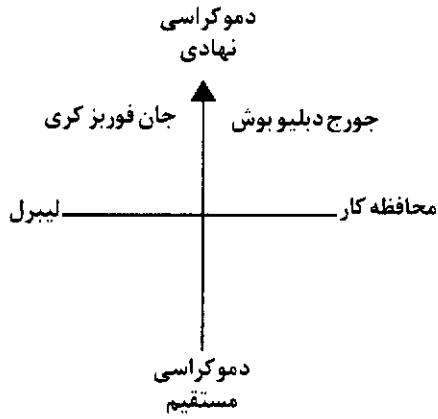 دموکراسی
نهادی
جورج دبلیو بوش
جان فوربز کری
محافظه کار
لیبرل
دموکراسی
مستقیم